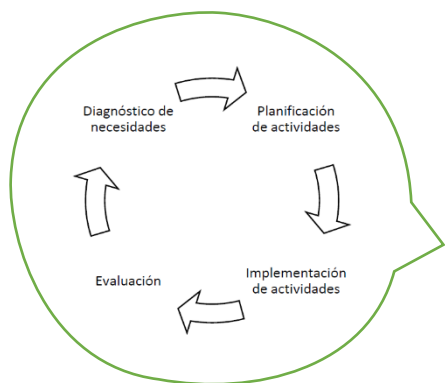 Diagnóstico de
necesidades
Planificación
de actividades
Implementación
de actividades
Evaluación